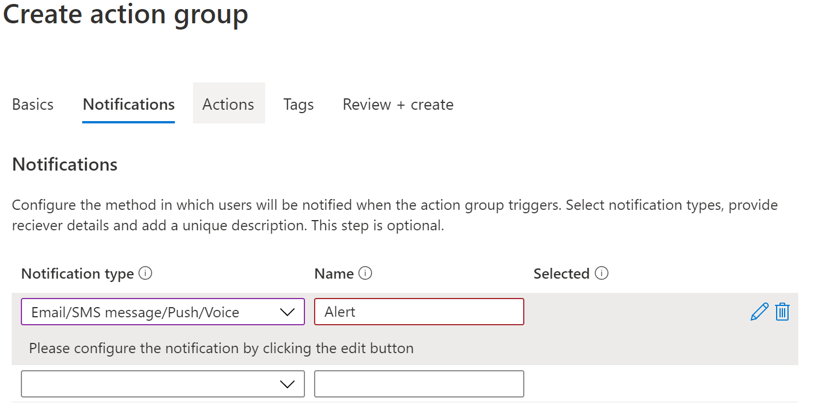 Create action group
Basics Notifications Actions Tags Review + create
Notifications
Configure the method in which users will be notified when the action group triggers. Select notification types, provide
reciever details and add a unique description. This step is optional.
Notification type Name Selected
Email/SMS message/Push/Voice Alert
Please configure the notification by clicking the edit button